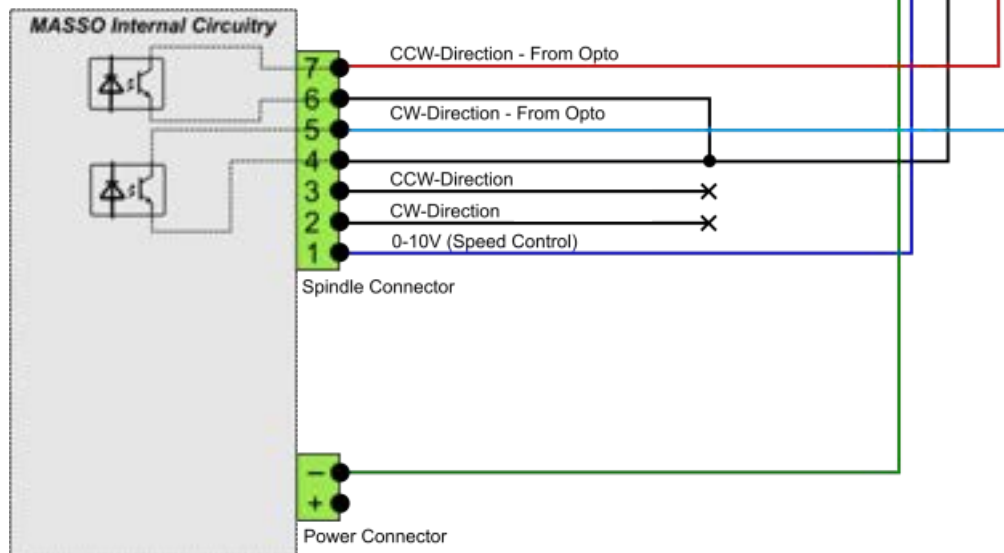 MASSO Internal Circuitry
CCW-Direction - From Opto
7
6
CW-Direction - From Opto
5
4
CCW-Direction
3
CW-Direction
2
0-10V (Speed Control)
1
Spindle Connector
−
+
Power Connector